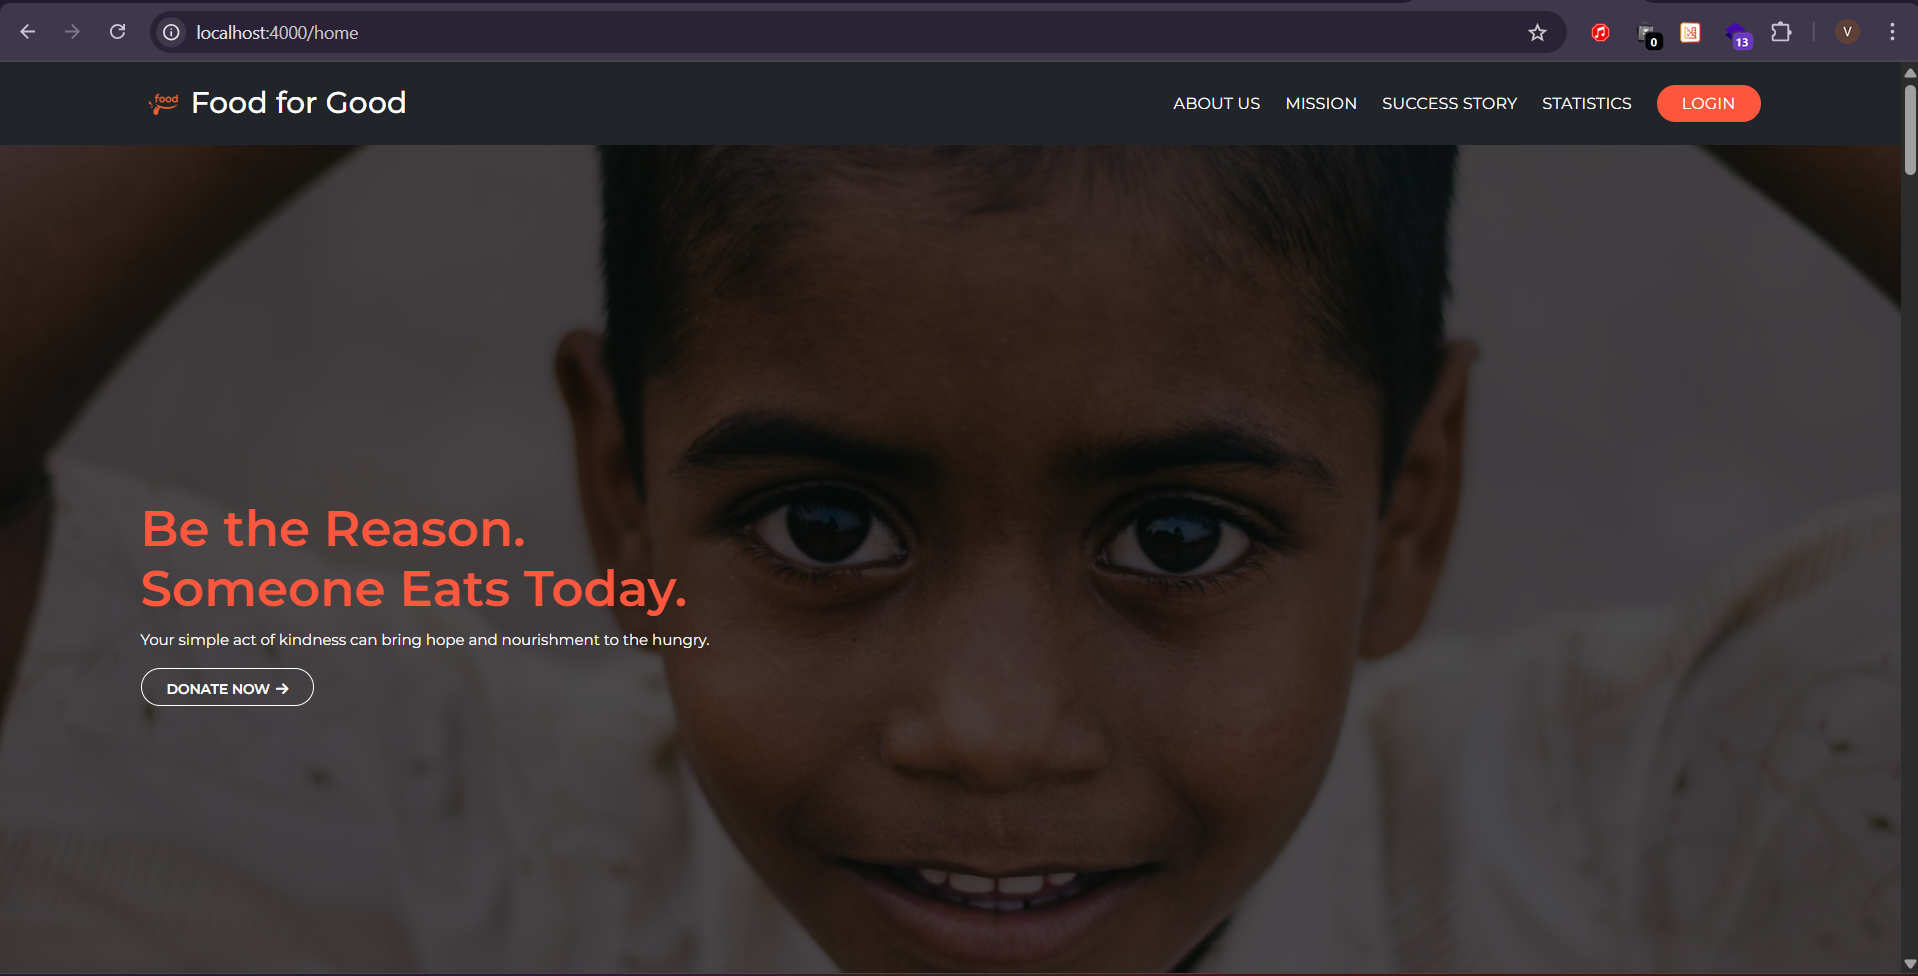 localhost:4000/home
0
13
V
food
Food for Good
ABOUT US
MISSION
SUCCESS STORY
STATISTICS
LOGIN
Be the Reason.
Someone Eats Today.
Your simple act of kindness can bring hope and nourishment to the hungry.
DONATE NOW →